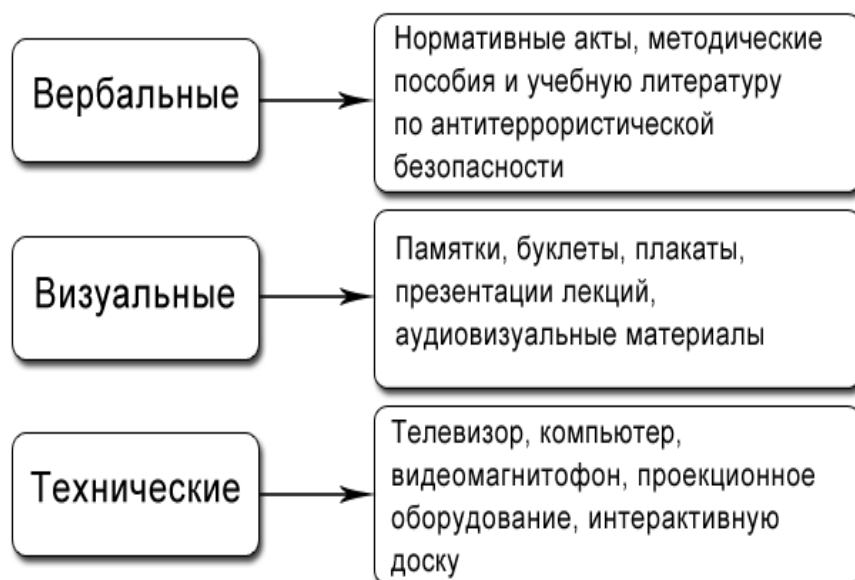 Вербальные
Нормативные акты, методические
пособия и учебную литературу
по антитеррористической
безопасности
Визуальные
Памятки, буклеты, плакаты,
презентации лекций,
аудиовизуальные материалы
Технические
Телевизор, компьютер,
видеомагнитофон, проекционное
оборудование, интерактивную
доску